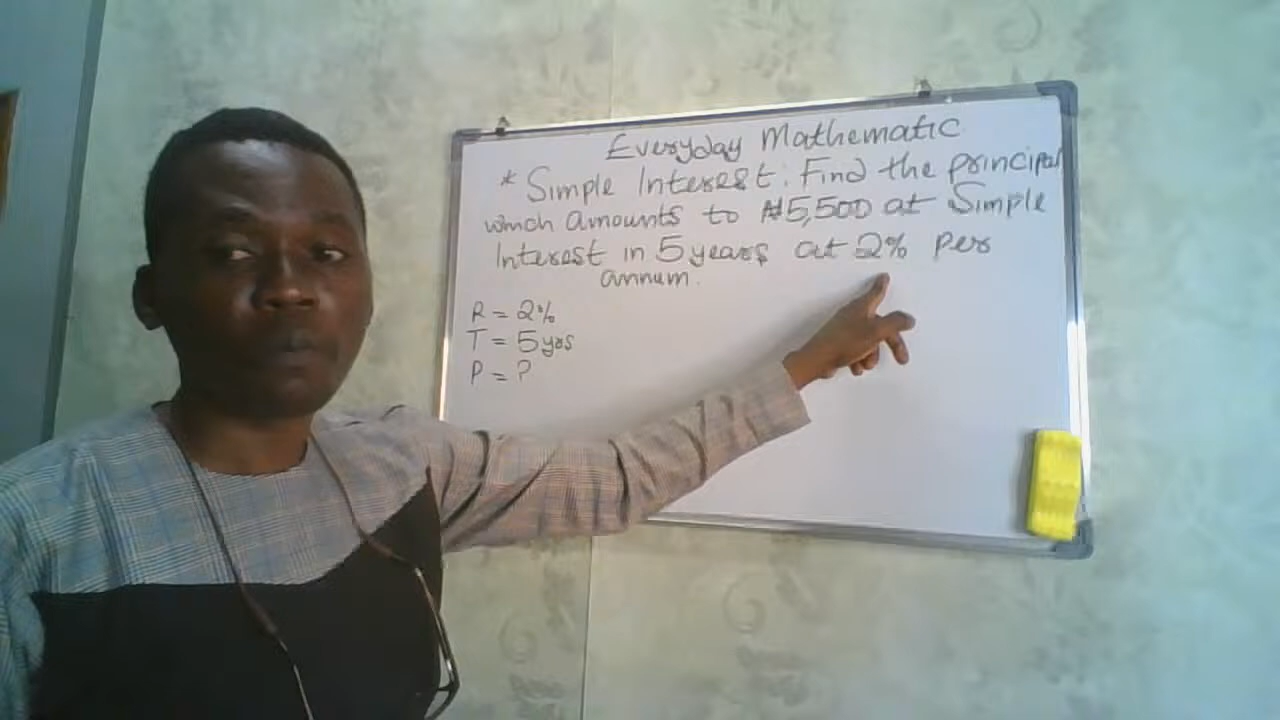 Everyday Mathematic
* Simple Interest: Find the principal
which amounts to ₦5,500 at Simple
Interest in 5 years at 2% per
annum.
R = 2%
T = 5yrs
P = ?